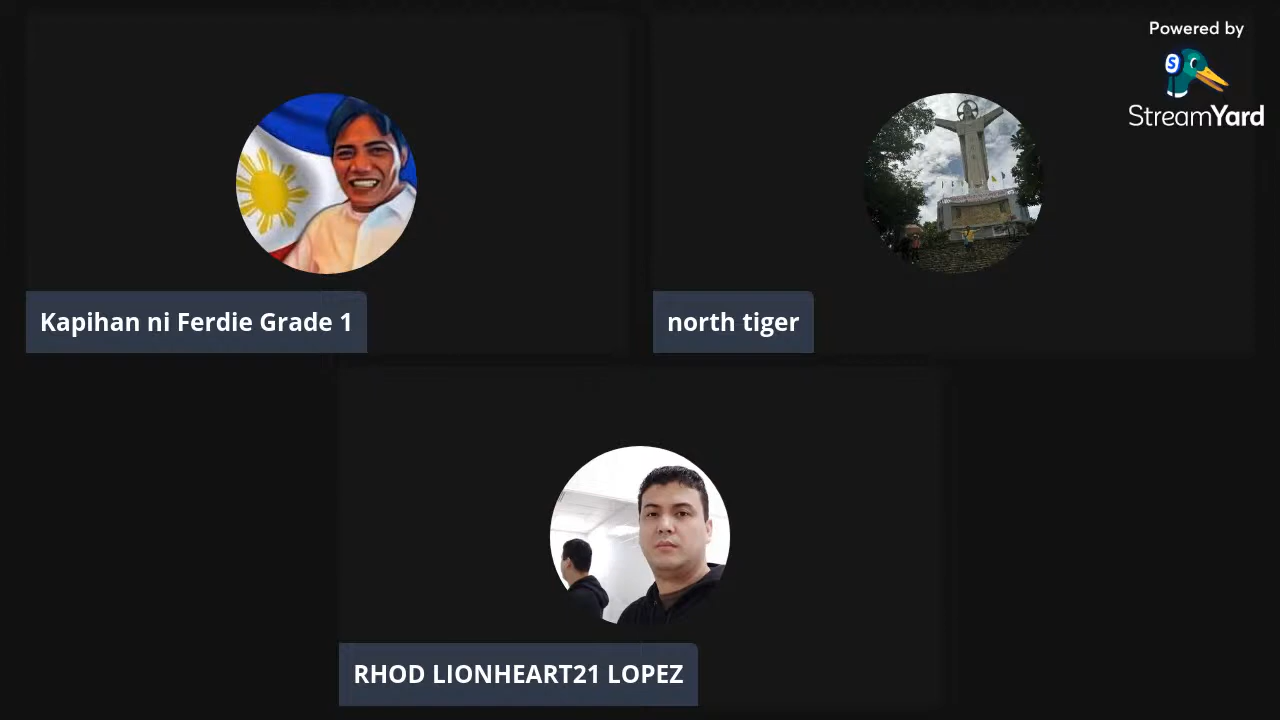 Powered by
S
StreamYard
Kapihan ni Ferdie Grade 1
north tiger
RHOD LIONHEART21 LOPEZ